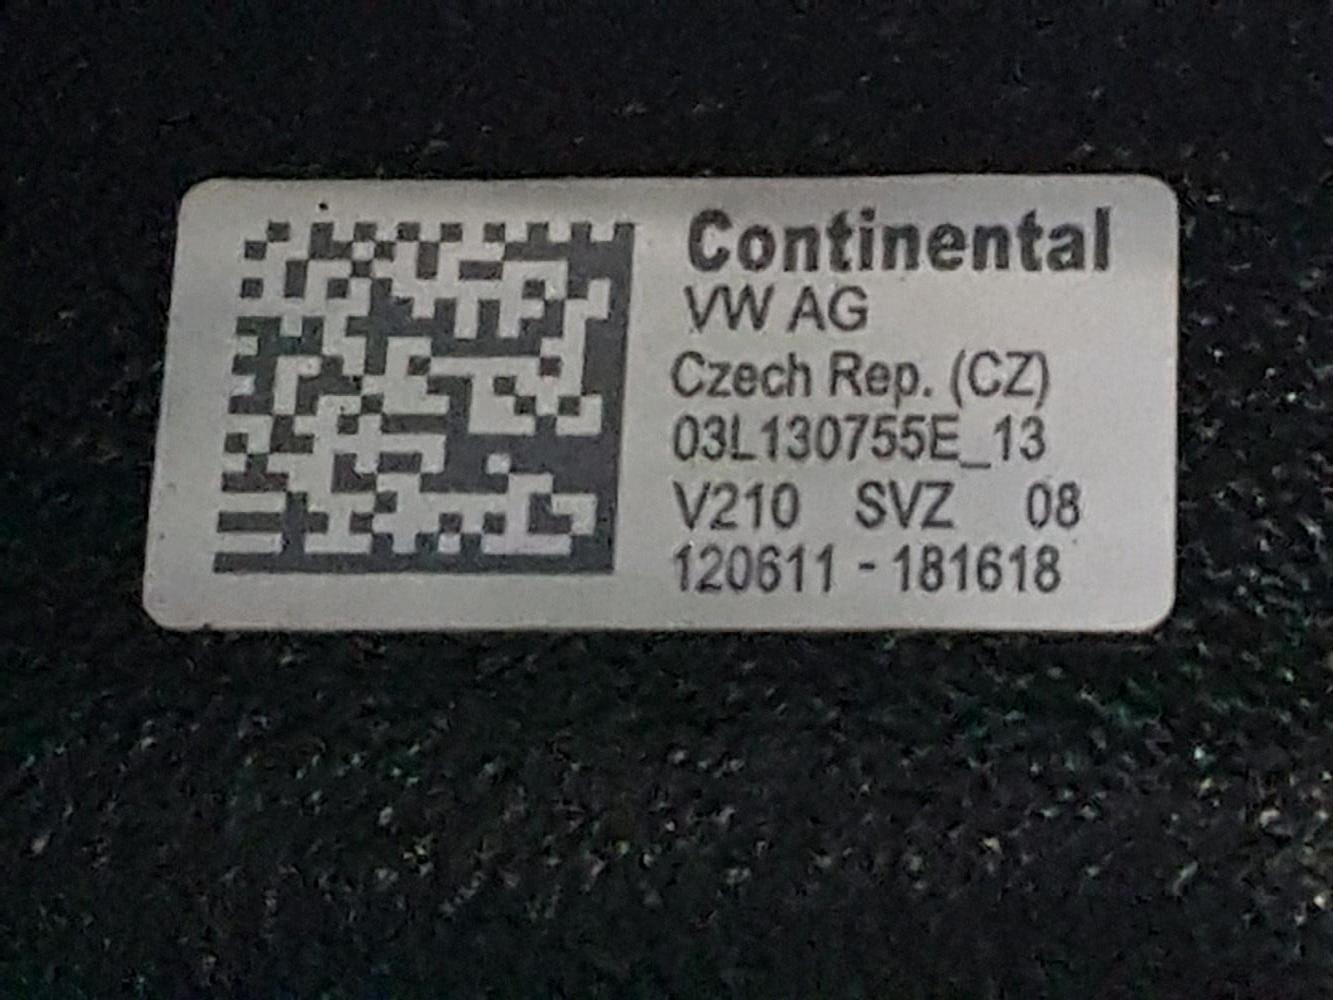 Continental
VW AG
Czech Rep. (CZ)
03L130755E_13
V210 SVZ 08
120611 - 181618